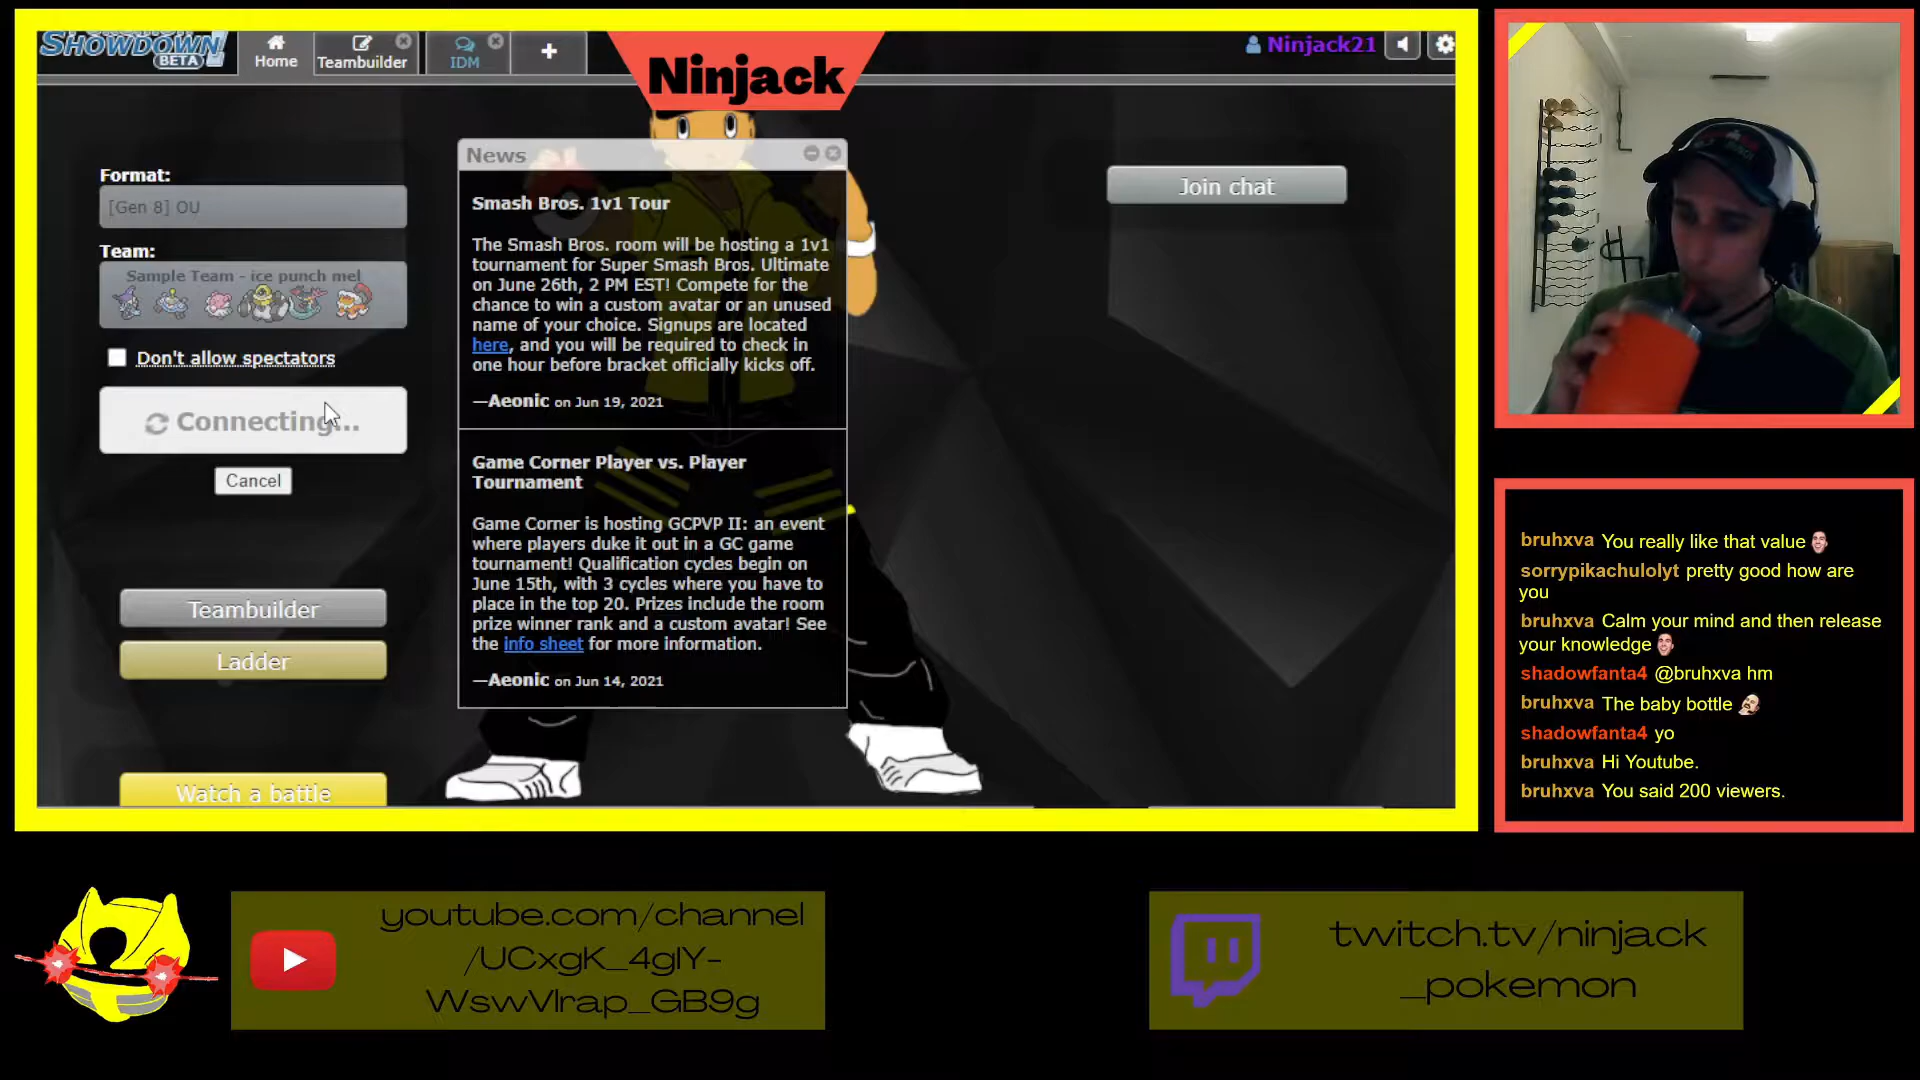 SHOWDOWN
BETA
Home
Teambuilder
IDM
Ninjack
Ninjack21
Format:
[Gen 8] OU
Team:
Sample Team - ice punch mel
Don't allow spectators
Connecting...
Cancel
Teambuilder
Ladder
Watch a battle
News
Smash Bros. 1v1 Tour
The Smash Bros. room will be hosting a 1v1
tournament for Super Smash Bros. Ultimate
on June 26th, 2 PM EST! Compete for the
chance to win a custom avatar or an unused
name of your choice. Signups are located
here, and you will be required to check in
one hour before bracket officially kicks off.
—Aeonic on Jun 19, 2021
Game Corner Player vs. Player
Tournament
Game Corner is hosting GCPVP II: an event
where players duke it out in a GC game
tournament! Qualification cycles begin on
June 15th, with 3 cycles where you have to
place in the top 20. Prizes include the room
prize winner rank and a custom avatar! See
the info sheet for more information.
—Aeonic on Jun 14, 2021
Join chat
bruhxva You really like that value
sorrypikachulolyt pretty good how are
you
bruhxva Calm your mind and then release
your knowledge
shadowfanta4 @bruhxva hm
bruhxva The baby bottle
shadowfanta4 yo
bruhxva Hi Youtube.
bruhxva You said 200 viewers.
youtube.com/channel
/UCxgK_4glY-
WswVlrap_GB9g
twitch.tv/ninjack
_pokemon